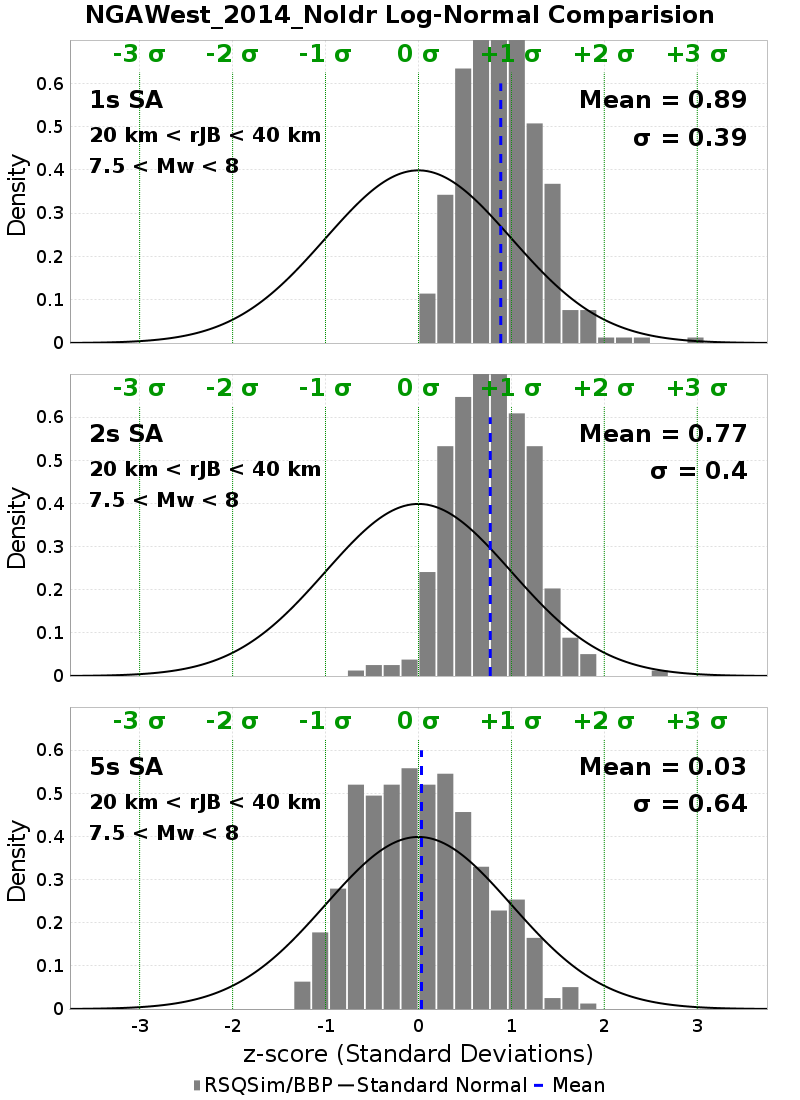 NGAWest_2014_NoIdr Log-Normal Comparision
-3 σ -2 σ -1 σ 0 σ +1 σ +2 σ +3 σ
1s SA
Mean = 0.89
20 km < rJB < 40 km
σ = 0.39
7.5 < Mw < 8
Density
0.6
0.5
0.4
0.3
0.2
0.1
0
-3 σ -2 σ -1 σ 0 σ +1 σ +2 σ +3 σ
2s SA
Mean = 0.77
20 km < rJB < 40 km
σ = 0.4
7.5 < Mw < 8
Density
0.6
0.5
0.4
0.3
0.2
0.1
0
-3 σ -2 σ -1 σ 0 σ +1 σ +2 σ +3 σ
5s SA
Mean = 0.03
20 km < rJB < 40 km
σ = 0.64
7.5 < Mw < 8
Density
0.6
0.5
0.4
0.3
0.2
0.1
0
-3 -2 -1 0 1 2 3
z-score (Standard Deviations)
RSQSim/BBP Standard Normal Mean